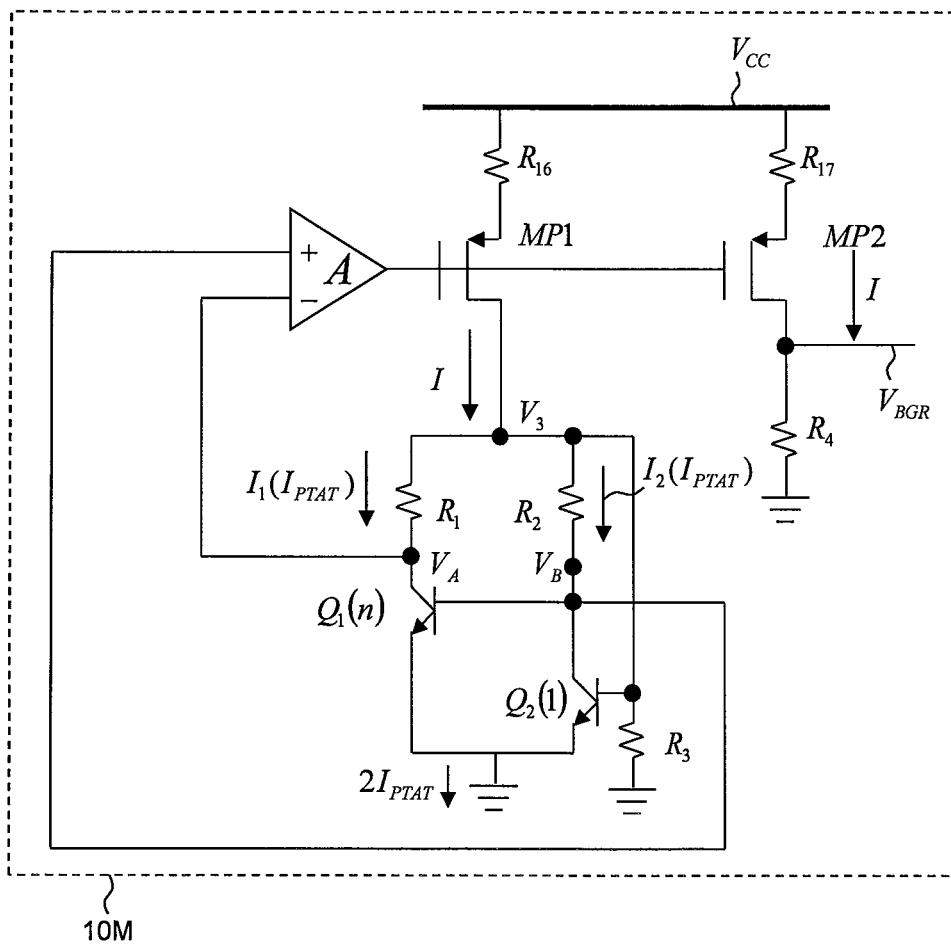 V_CC
R_16
R_17
MP1
MP2
+
A
−
I
I
V_3
V_BGR
R_4
I_1(I_PTAT)
I_2(I_PTAT)
R_1
R_2
V_A
V_B
Q_1(n)
Q_2(1)
R_3
2I_PTAT
10M